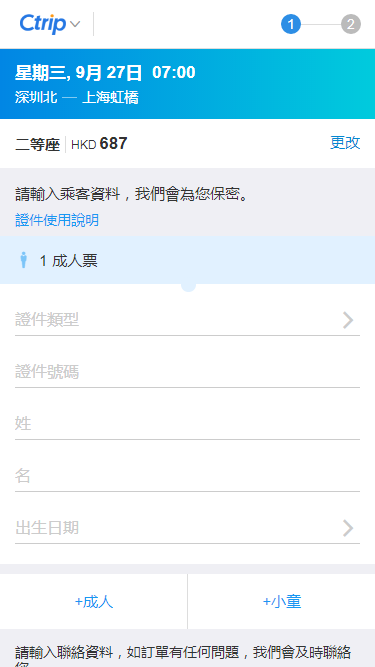 Ctrip
1 2
星期三, 9月 27日 07:00
深圳北 — 上海虹橋
二等座 HKD 687 更改
請輸入乘客資料，我們會為您保密。
證件使用說明
1 成人票
證件類型
證件號碼
姓
名
出生日期
+成人 +小童
請輸入聯絡資料，如訂單有任何問題，我們會及時聯絡
您